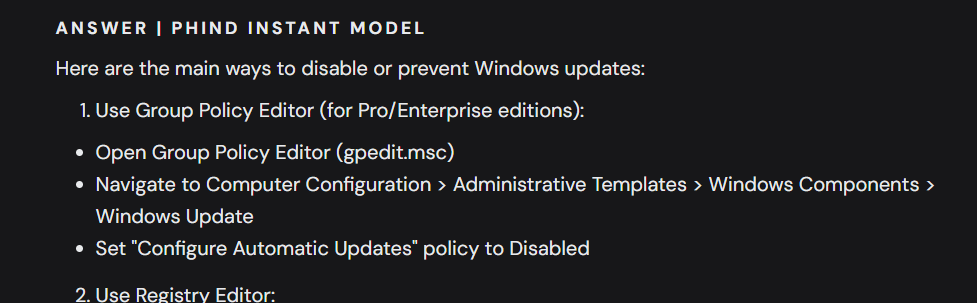 ANSWER | PHIND INSTANT MODEL
Here are the main ways to disable or prevent Windows updates:
1. Use Group Policy Editor (for Pro/Enterprise editions):
• Open Group Policy Editor (gpedit.msc)
• Navigate to Computer Configuration > Administrative Templates > Windows Components >
Windows Update
• Set "Configure Automatic Updates" policy to Disabled
2. Use Registry Editor: